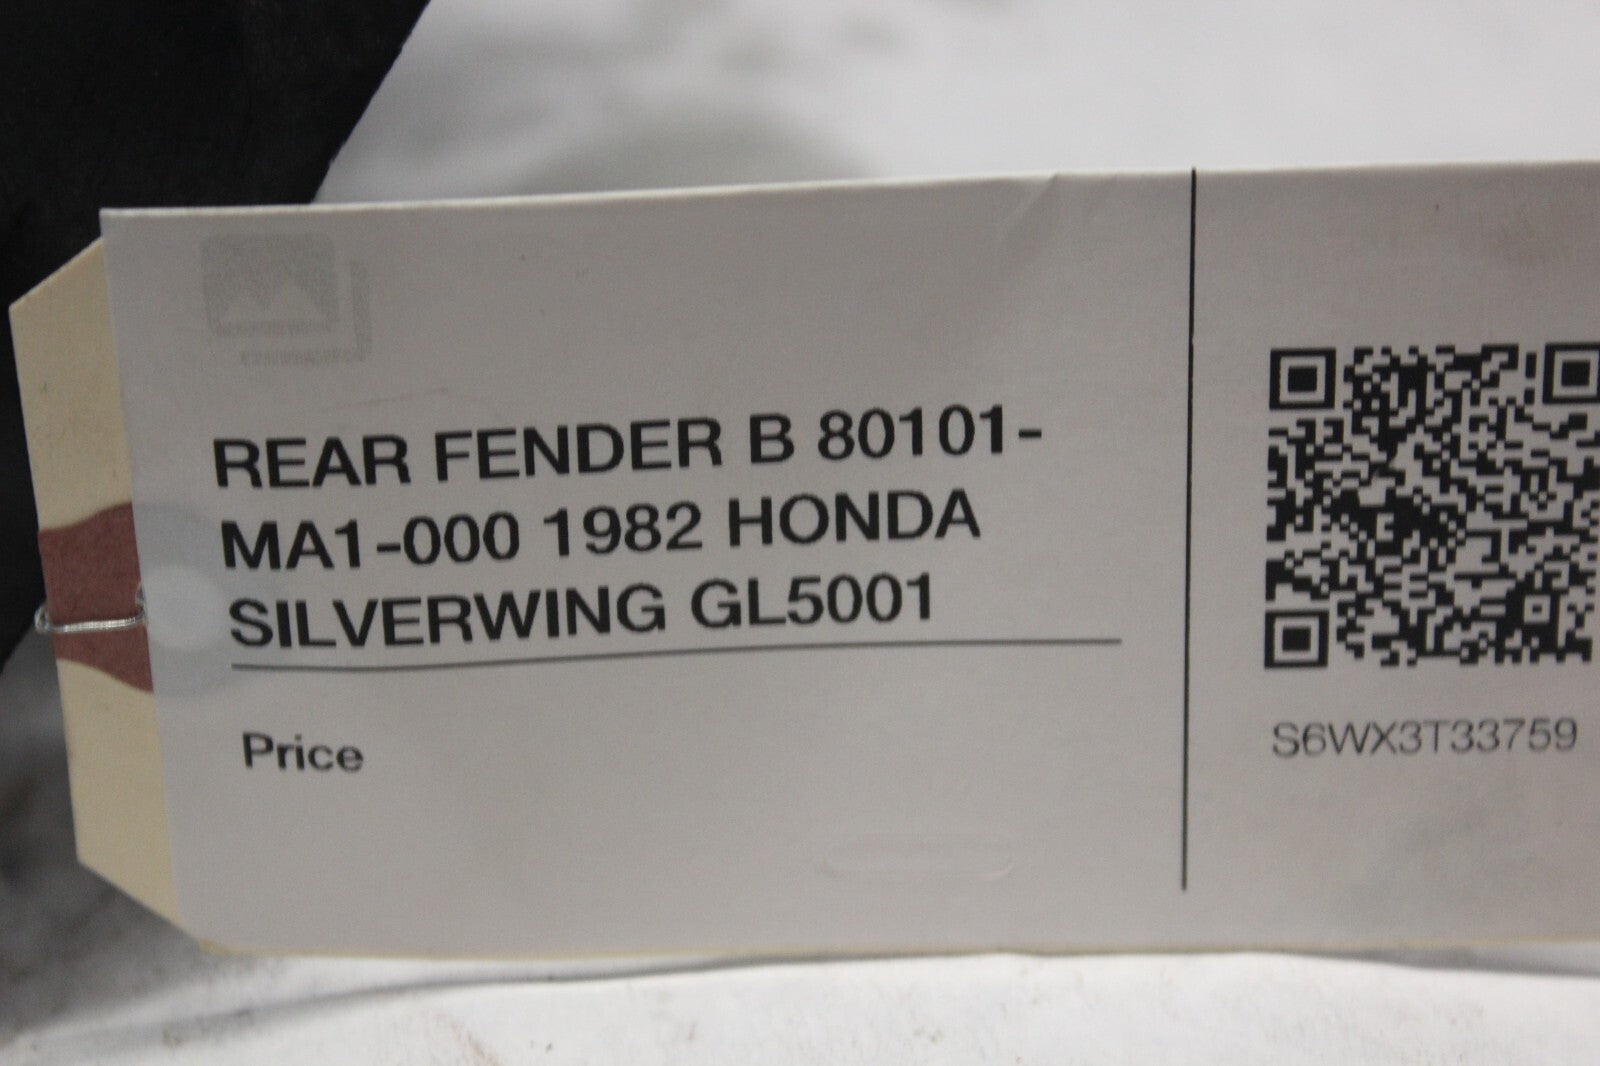 REAR FENDER B 80101-
MA1-000 1982 HONDA
SILVERWING GL5001
Price
S6WX3T33759